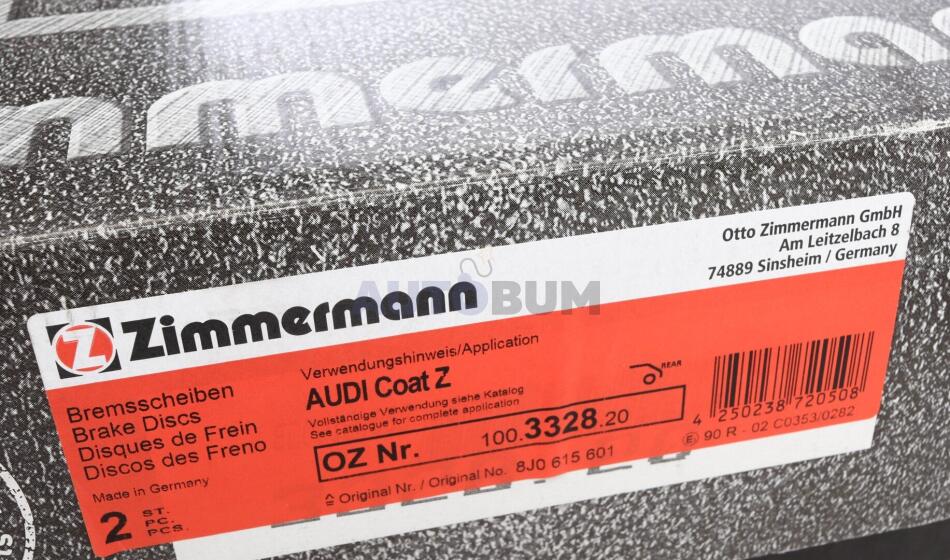 mmermann
Otto Zimmermann GmbH
Am Leitzelbach 8
74889 Sinsheim / Germany
AUTOBUM
Z Zimmermann
Bremsscheiben
Brake Discs
Disques de Frein
Discos des Freno
Made in Germany
2 ST.
PC.
PCS.
Verwendungshinweis/Application
AUDI Coat Z
Vollständige Verwendung siehe Katalog
See catalogue for complete application
OZ Nr. 100.3328.20
≙ Original Nr. / Original No. 8J0 615 601
REAR
4 250238 720508
E1 90 R - 02 C0353/0282